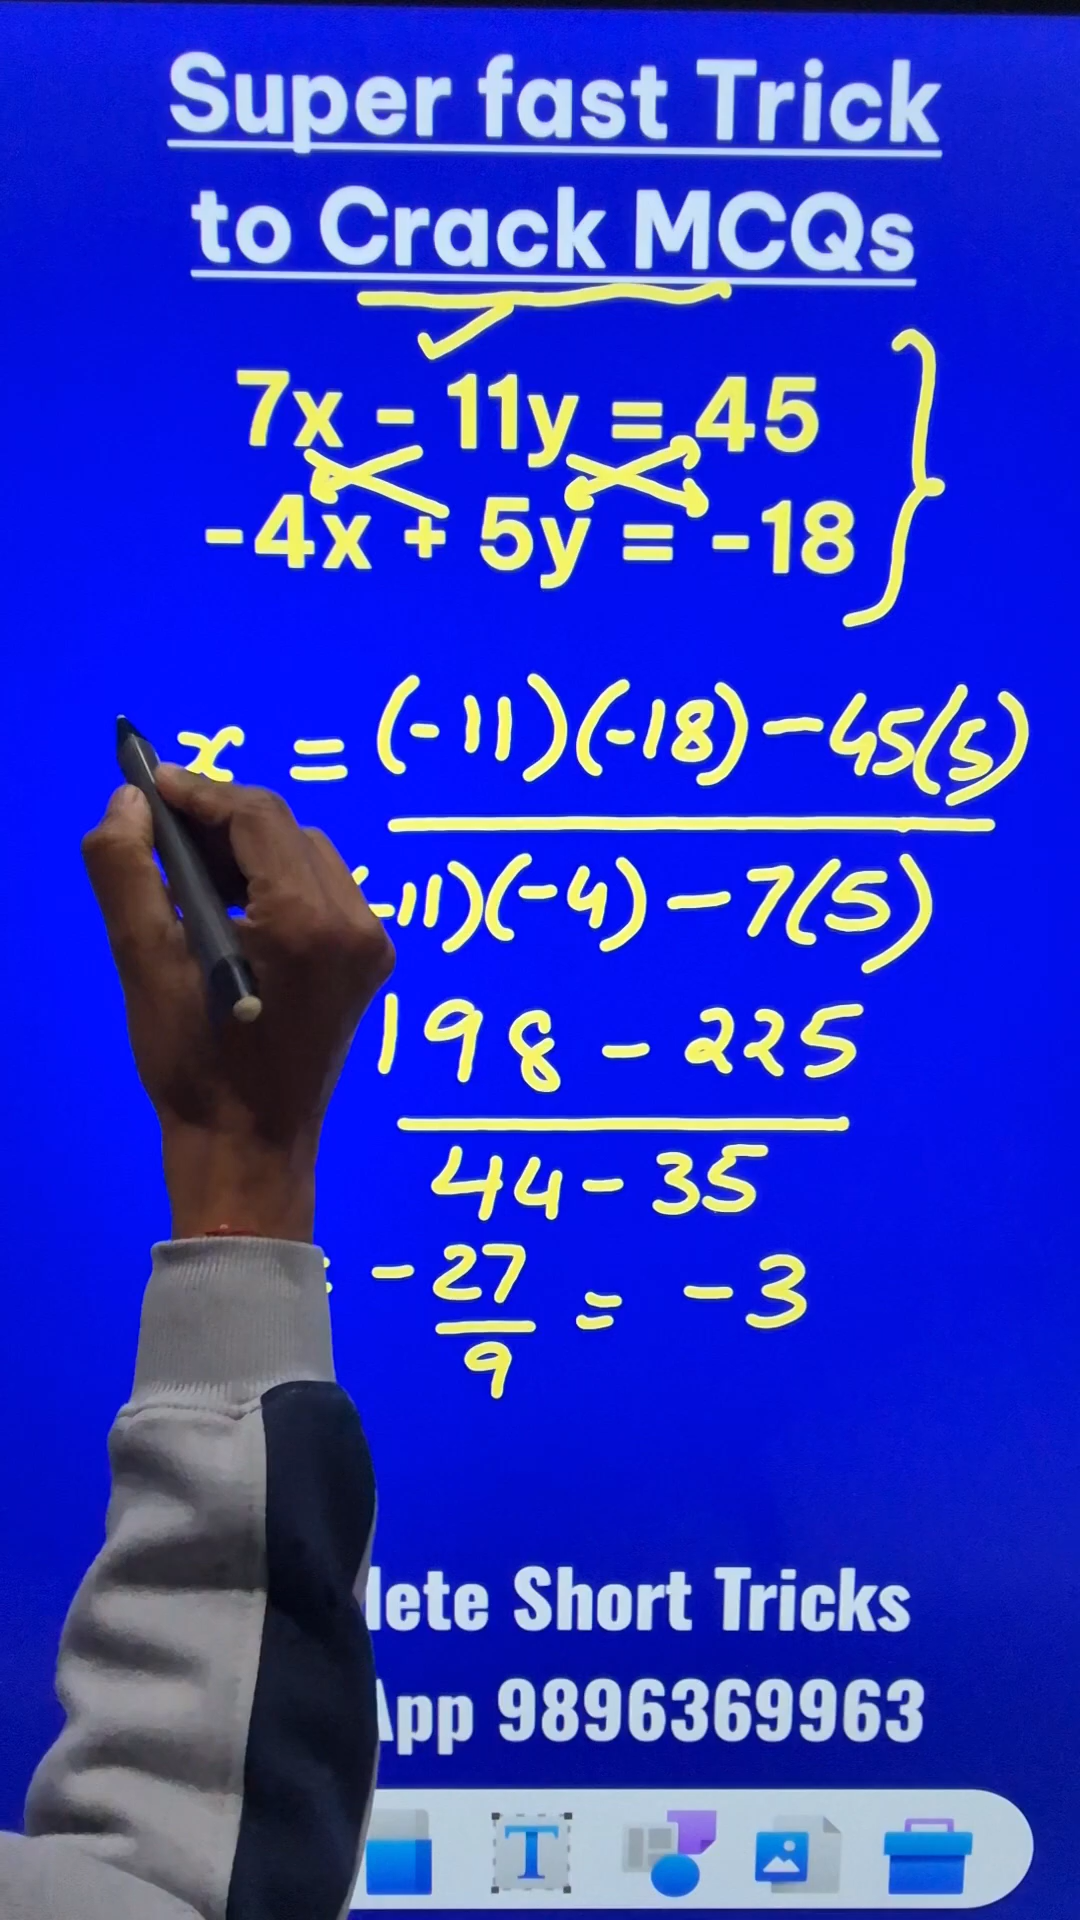 Super fast Trick
to Crack MCQs
7x - 11y = 45
-4x + 5y = -18
x = (-11)(-18) - 45(5)
-11)(-4) - 7(5)
198 - 225
44 - 35
= -27/9 = -3
lete Short Tricks
App 9896369963
T